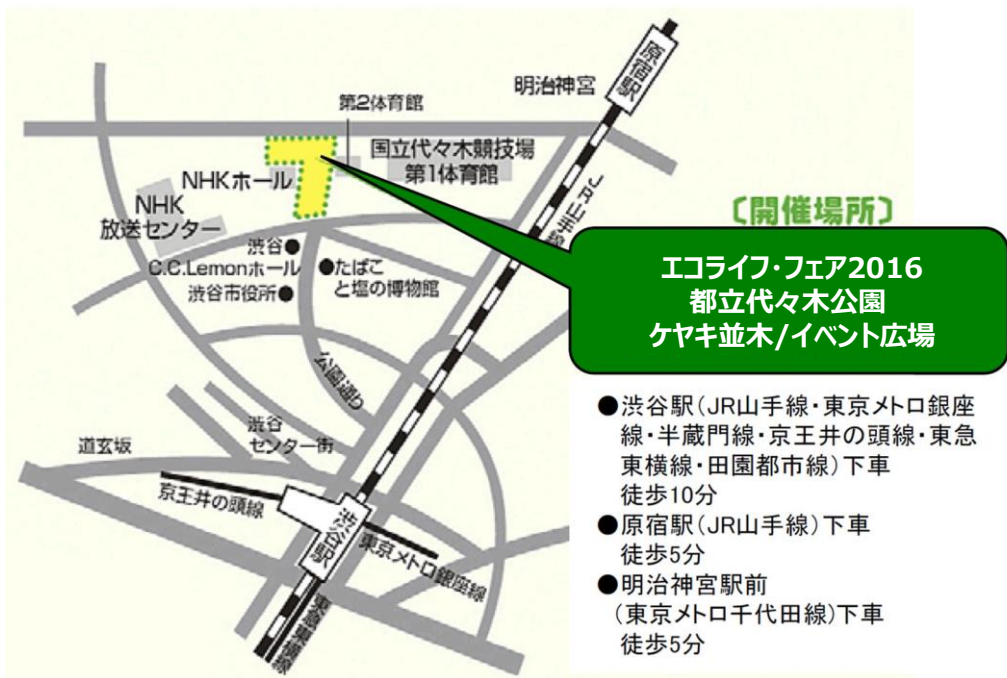 原宿駅
明治神宮
第2体育館
国立代々木競技場
第1体育館
NHKホール
NHK
放送センター
JR山手線
〔開催場所〕
エコライフ・フェア2016
都立代々木公園
ケヤキ並木/イベント広場
渋谷●
C.C.Lemonホール
渋谷市役所●
●たばこ
と塩の博物館
公園通り
渋谷
センター街
道玄坂
京王井の頭線
渋谷駅
東京メトロ銀座線
東急東横線
●渋谷駅(JR山手線・東京メトロ銀座
線・半蔵門線・京王井の頭線・東急
東横線・田園都市線)下車
徒歩10分
●原宿駅(JR山手線)下車
徒歩5分
●明治神宮駅前
(東京メトロ千代田線)下車
徒歩5分